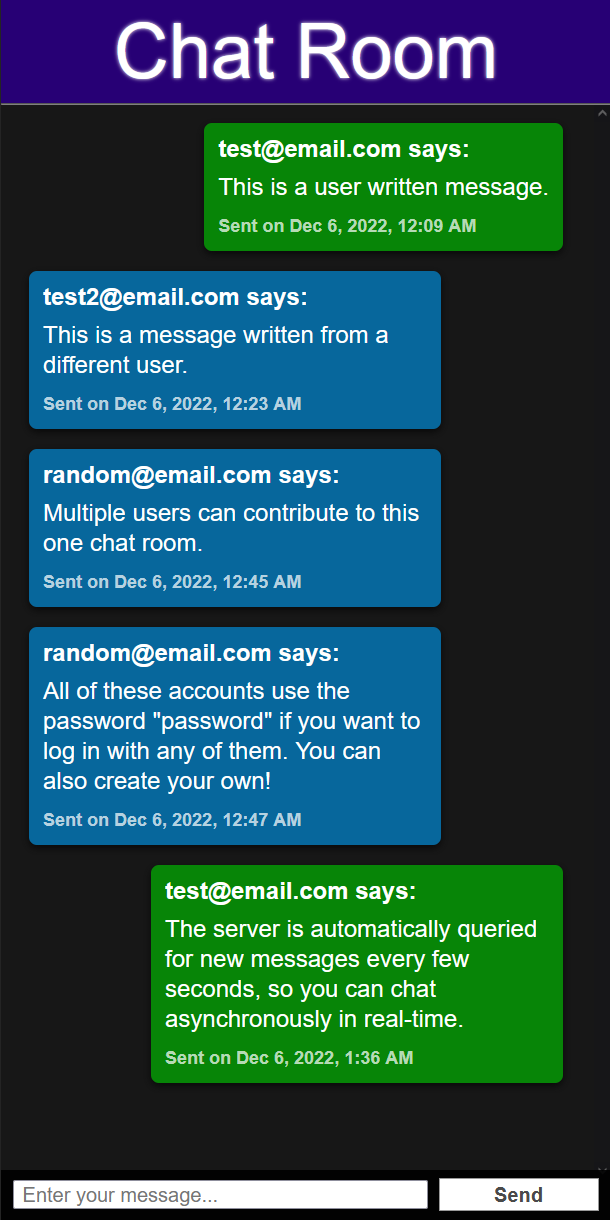 Chat Room
test@email.com says:
This is a user written message.
Sent on Dec 6, 2022, 12:09 AM
test2@email.com says:
This is a message written from a
different user.
Sent on Dec 6, 2022, 12:23 AM
random@email.com says:
Multiple users can contribute to this
one chat room.
Sent on Dec 6, 2022, 12:45 AM
random@email.com says:
All of these accounts use the
password "password" if you want to
log in with any of them. You can
also create your own!
Sent on Dec 6, 2022, 12:47 AM
test@email.com says:
The server is automatically queried
for new messages every few
seconds, so you can chat
asynchronously in real-time.
Sent on Dec 6, 2022, 1:36 AM
Enter your message... Send